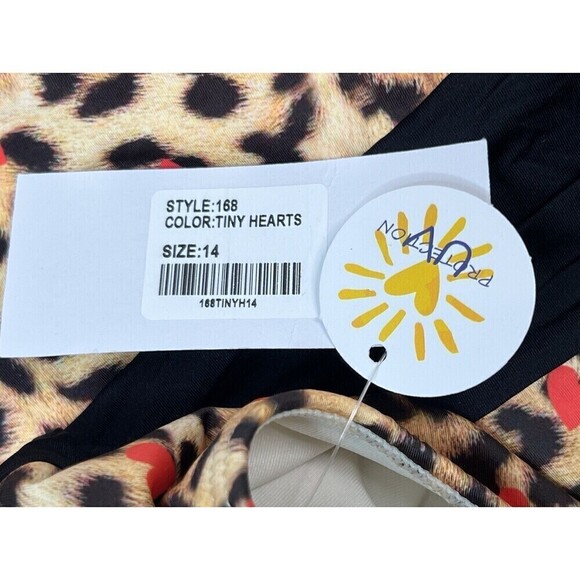 STYLE:168
COLOR:TINY HEARTS
SIZE:14
168TINYH14
UV
PROTECTION